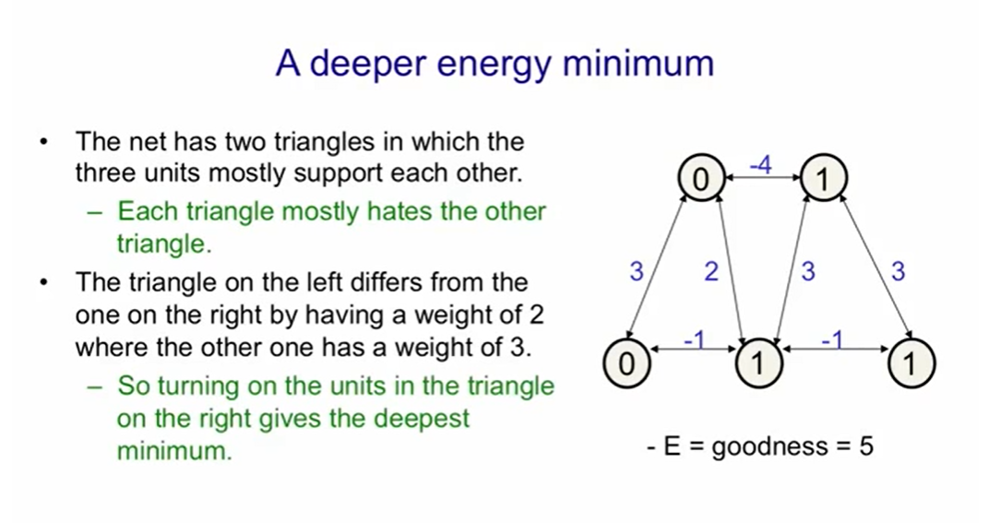 A deeper energy minimum
• The net has two triangles in which the
three units mostly support each other.
– Each triangle mostly hates the other
triangle.
• The triangle on the left differs from the
one on the right by having a weight of 2
where the other one has a weight of 3.
– So turning on the units in the triangle
on the right gives the deepest
minimum.
0 -4 1
3 2 3 3
0 -1 1 -1 1
- E = goodness = 5